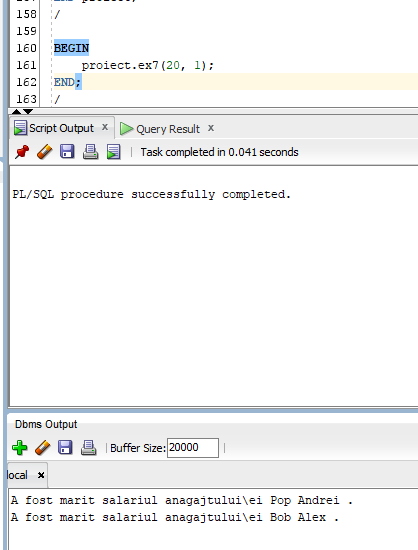 158 /
159
160 BEGIN
161 proiect.ex7(20, 1);
162 END;
163 /
Script Output x Query Result x
Task completed in 0.041 seconds
PL/SQL procedure successfully completed.
Dbms Output
Buffer Size: 20000
local x
A fost marit salariul anagajtului\ei Pop Andrei .
A fost marit salariul anagajtului\ei Bob Alex .